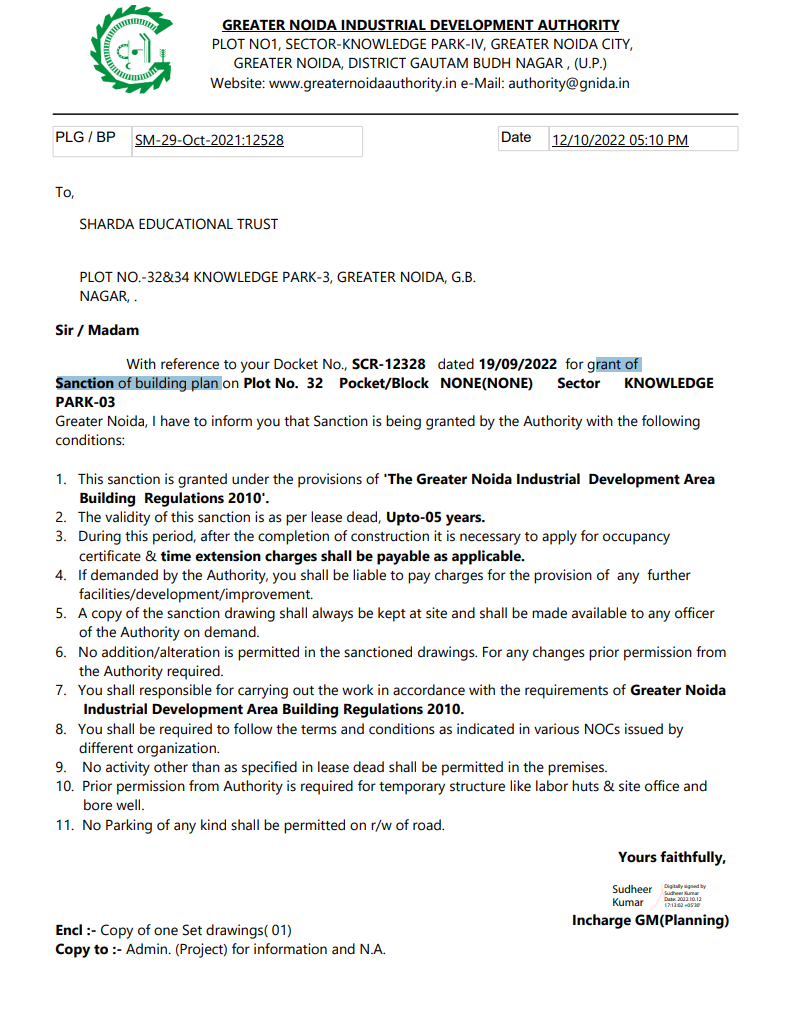 GREATER NOIDA INDUSTRIAL DEVELOPMENT AUTHORITY
PLOT NO1, SECTOR-KNOWLEDGE PARK-IV, GREATER NOIDA CITY,
GREATER NOIDA, DISTRICT GAUTAM BUDH NAGAR , (U.P.)
Website: www.greaternoidaauthority.in e-Mail: authority@gnida.in
PLG / BP SM-29-Oct-2021:12528 Date 12/10/2022 05:10 PM
To,
SHARDA EDUCATIONAL TRUST
PLOT NO.-32&34 KNOWLEDGE PARK-3, GREATER NOIDA, G.B.
NAGAR, .
Sir / Madam
With reference to your Docket No., SCR-12328 dated 19/09/2022 for grant of
Sanction of building plan on Plot No. 32 Pocket/Block NONE(NONE) Sector KNOWLEDGE
PARK-03
Greater Noida, I have to inform you that Sanction is being granted by the Authority with the following
conditions:
1. This sanction is granted under the provisions of 'The Greater Noida Industrial Development Area
Building Regulations 2010'.
2. The validity of this sanction is as per lease dead, Upto-05 years.
3. During this period, after the completion of construction it is necessary to apply for occupancy
certificate & time extension charges shall be payable as applicable.
4. If demanded by the Authority, you shall be liable to pay charges for the provision of any further
facilities/development/improvement.
5. A copy of the sanction drawing shall always be kept at site and shall be made available to any officer
of the Authority on demand.
6. No addition/alteration is permitted in the sanctioned drawings. For any changes prior permission from
the Authority required.
7. You shall responsible for carrying out the work in accordance with the requirements of Greater Noida
Industrial Development Area Building Regulations 2010.
8. You shall be required to follow the terms and conditions as indicated in various NOCs issued by
different organization.
9. No activity other than as specified in lease dead shall be permitted in the premises.
10. Prior permission from Authority is required for temporary structure like labor huts & site office and
bore well.
11. No Parking of any kind shall be permitted on r/w of road.
Yours faithfully,
Sudheer
Kumar
Digitally signed by
Sudheer Kumar
Date: 2022.10.12
17:13:02 +05'30'
Incharge GM(Planning)
Encl :- Copy of one Set drawings( 01)
Copy to :- Admin. (Project) for information and N.A.